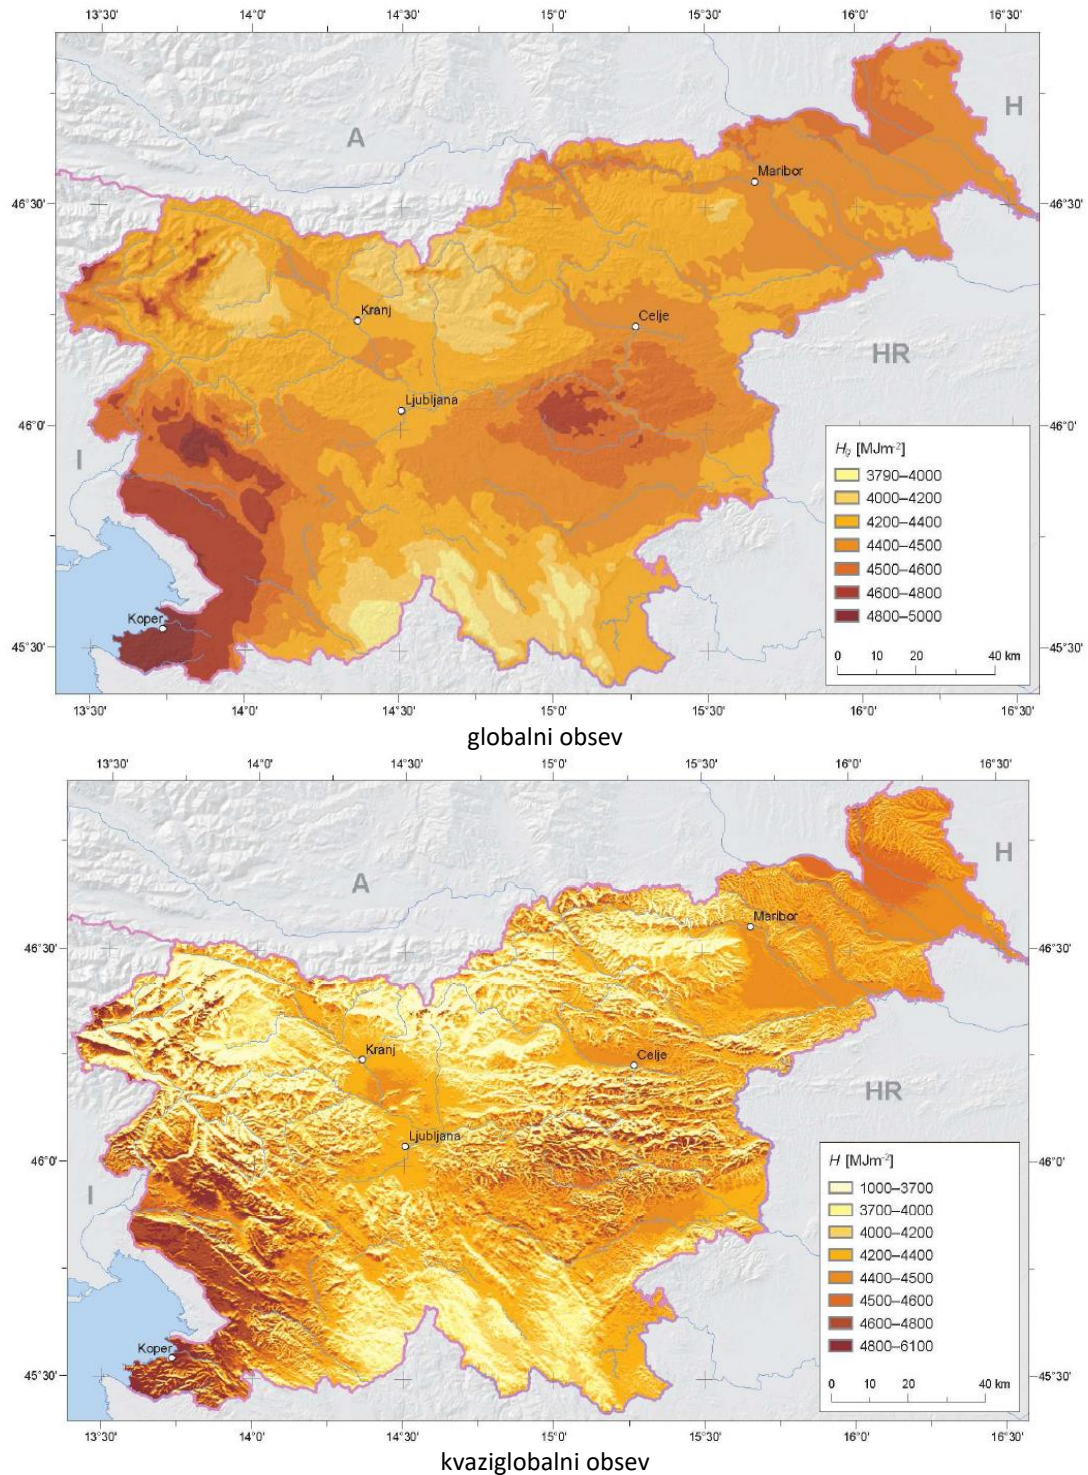 13°30' 14°0' 14°30' 15°0' 15°30' 16°0' 16°30'
A
H
Maribor
46°30' 46°30'
Kranj
Celje
HR
Ljubljana
46°0' 46°0'
I
Hg [MJm-2]
3790–4000
4000–4200
4200–4400
4400–4500
4500–4600
4600–4800
4800–5000
0 10 20 40 km
Koper
45°30' 45°30'
13°30' 14°0' 14°30' 15°0' 15°30' 16°0' 16°30'
globalni obsev
13°30' 14°0' 14°30' 15°0' 15°30' 16°0' 16°30'
A
H
Maribor
46°30' 46°30'
Kranj
Celje
HR
Ljubljana
46°0' 46°0'
I
H [MJm-2]
1000–3700
3700–4000
4000–4200
4200–4400
4400–4500
4500–4600
4600–4800
4800–6100
0 10 20 40 km
Koper
45°30' 45°30'
13°30' 14°0' 14°30' 15°0' 15°30' 16°0' 16°30'
kvaziglobalni obsev